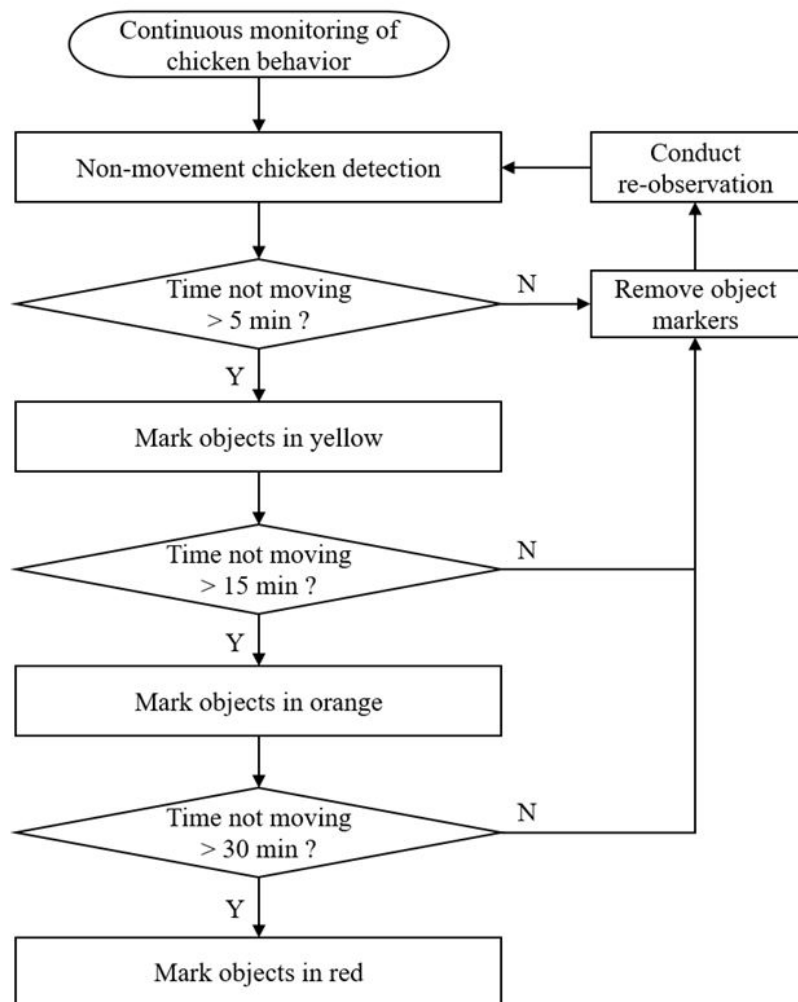 Continuous monitoring of
chicken behavior
Non-movement chicken detection
Conduct
re-observation
Time not moving
> 5 min ?
N
Remove object
markers
Y
Mark objects in yellow
Time not moving
> 15 min ?
N
Y
Mark objects in orange
Time not moving
> 30 min ?
N
Y
Mark objects in red